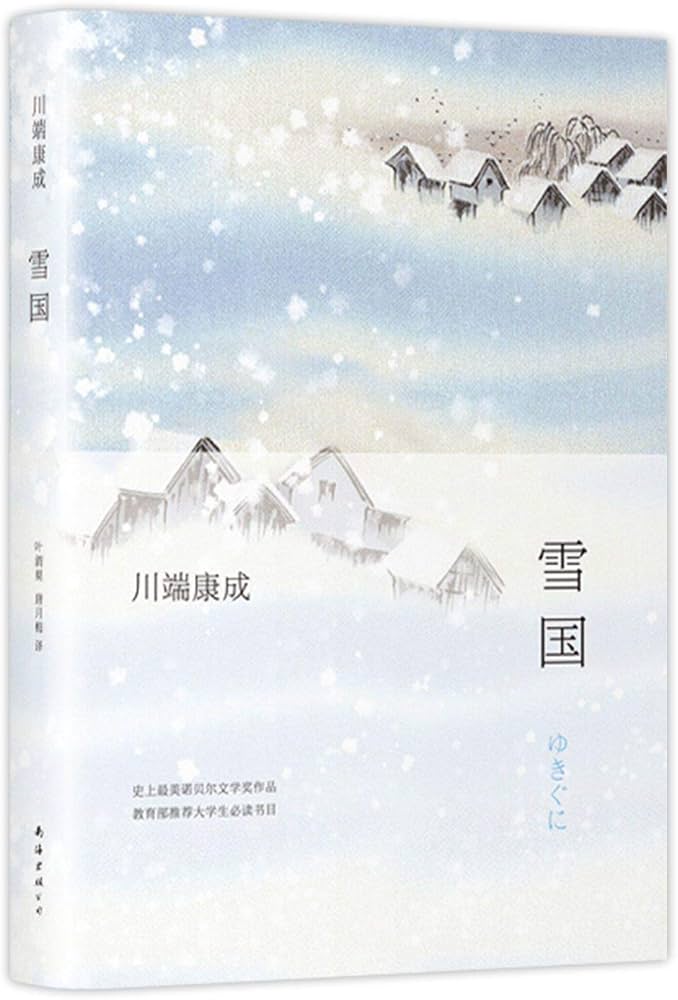 川端康成
雪国
叶渭渠 唐月梅 译
南海出版公司
川端康成
雪国
ゆきぐに
史上最美诺贝尔文学奖作品
教育部推荐大学生必读书目